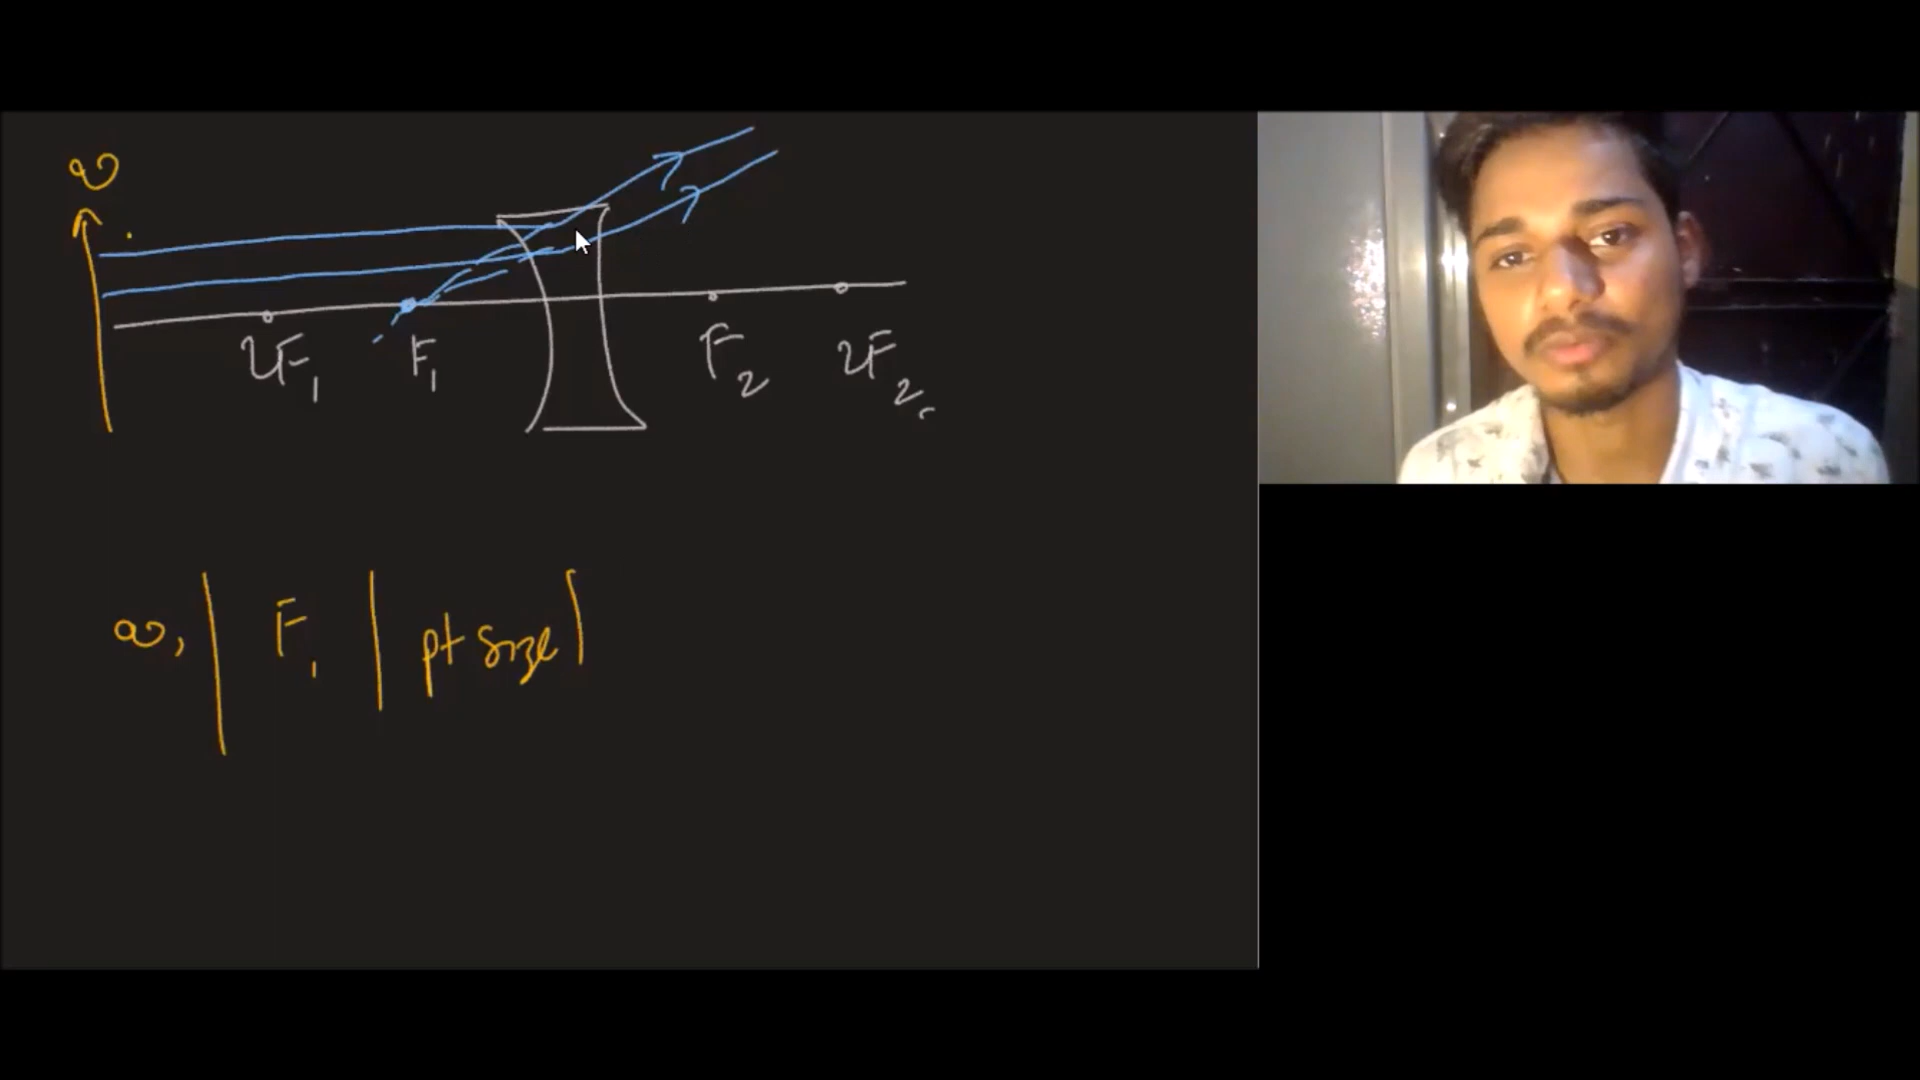 ∞
2F₁ F₁ F₂ 2F₂
∞, | F₁ | pt size |